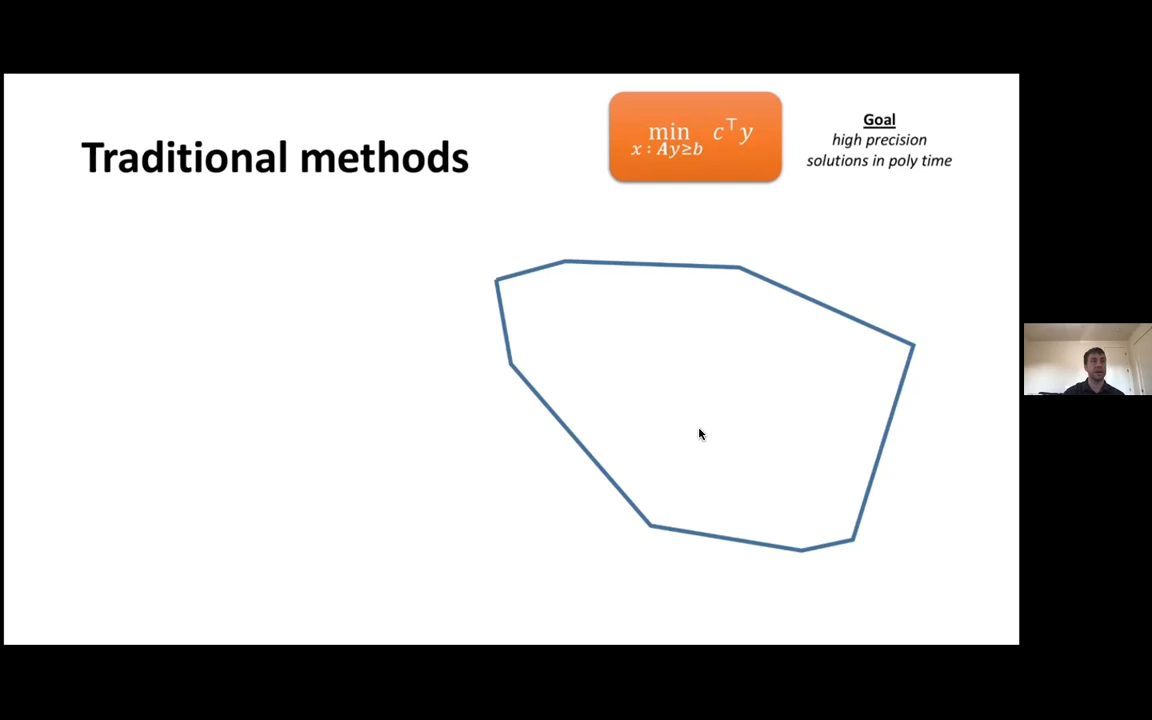 Traditional methods
min c⊤y
x : Ay≥b
Goal
high precision
solutions in poly time